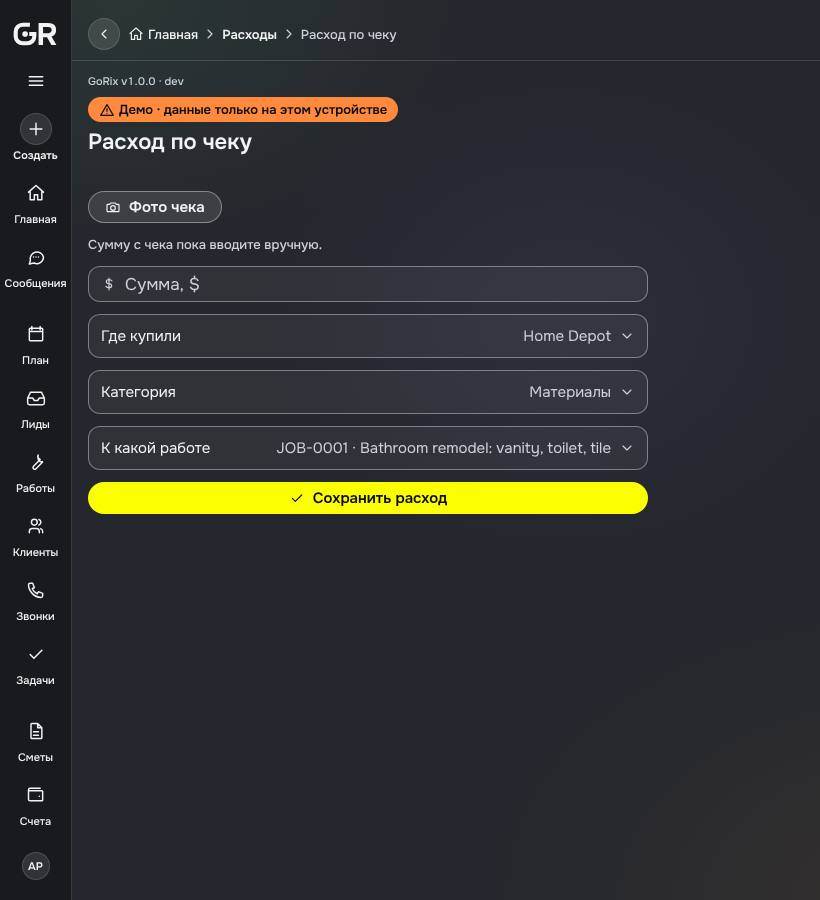 GR
Главная
Расходы
Расход по чеку
GoRix v1.0.0 · dev
Демо · данные только на этом устройстве
Расход по чеку
Создать
Главная
Сообщения
План
Лиды
Работы
Клиенты
Звонки
Задачи
Сметы
Счета
AP
Фото чека
Сумму с чека пока вводите вручную.
$ Сумма, $
Где купили Home Depot
Категория Материалы
К какой работе JOB-0001 · Bathroom remodel: vanity, toilet, tile
Сохранить расход